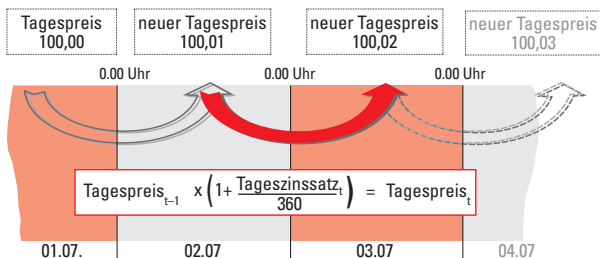 Tagespreis
100,00
neuer Tagespreis
100,01
neuer Tagespreis
100,02
neuer Tagespreis
100,03
0.00 Uhr
0.00 Uhr
0.00 Uhr
Tagespreis t–1 x (1+ Tageszinssatz t / 360) = Tagespreis t
01.07.
02.07
03.07
04.07